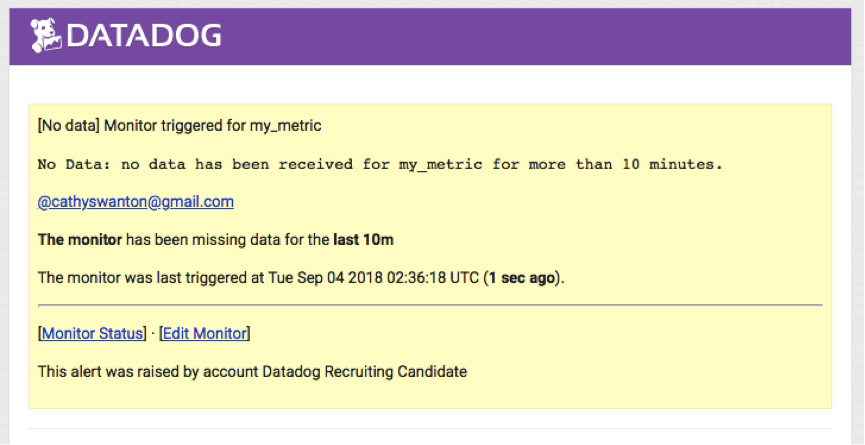 DATADOG
[No data] Monitor triggered for my_metric
No Data: no data has been received for my_metric for more than 10 minutes.
@cathyswanton@gmail.com
The monitor has been missing data for the last 10m
The monitor was last triggered at Tue Sep 04 2018 02:36:18 UTC (1 sec ago).
[Monitor Status] · [Edit Monitor]
This alert was raised by account Datadog Recruiting Candidate